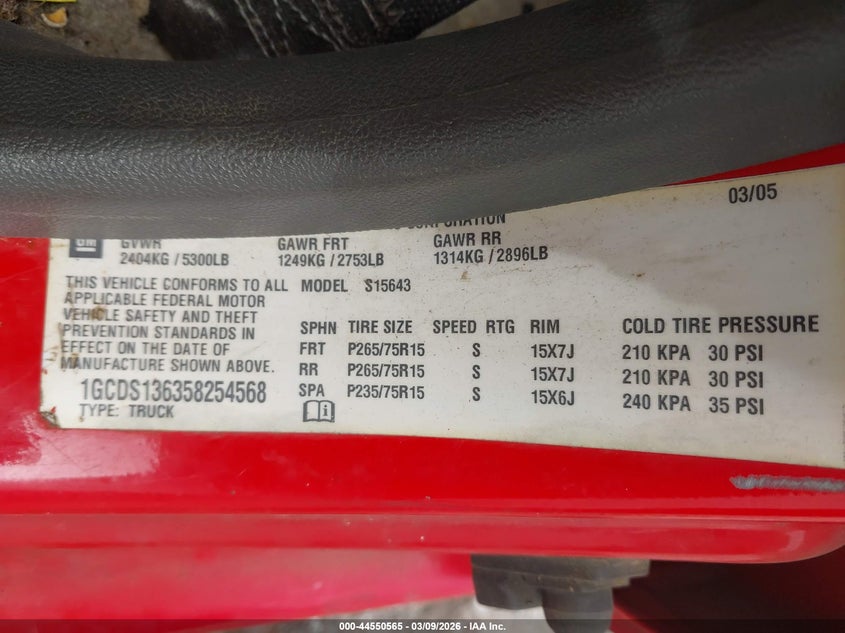 03/05
CORPORATION
GM
GVWR GAWR FRT GAWR RR
2404KG / 5300LB 1249KG / 2753LB 1314KG / 2896LB
THIS VEHICLE CONFORMS TO ALL
APPLICABLE FEDERAL MOTOR
VEHICLE SAFETY AND THEFT
PREVENTION STANDARDS IN
EFFECT ON THE DATE OF
MANUFACTURE SHOWN ABOVE.
1GCDS136358254568
TYPE: TRUCK
MODEL S15643
SPHN TIRE SIZE SPEED RTG RIM COLD TIRE PRESSURE
FRT P265/75R15 S 15X7J 210 KPA 30 PSI
RR P265/75R15 S 15X7J 210 KPA 30 PSI
SPA P235/75R15 S 15X6J 240 KPA 35 PSI
000-44550565 - 03/09/2026 - IAA Inc.